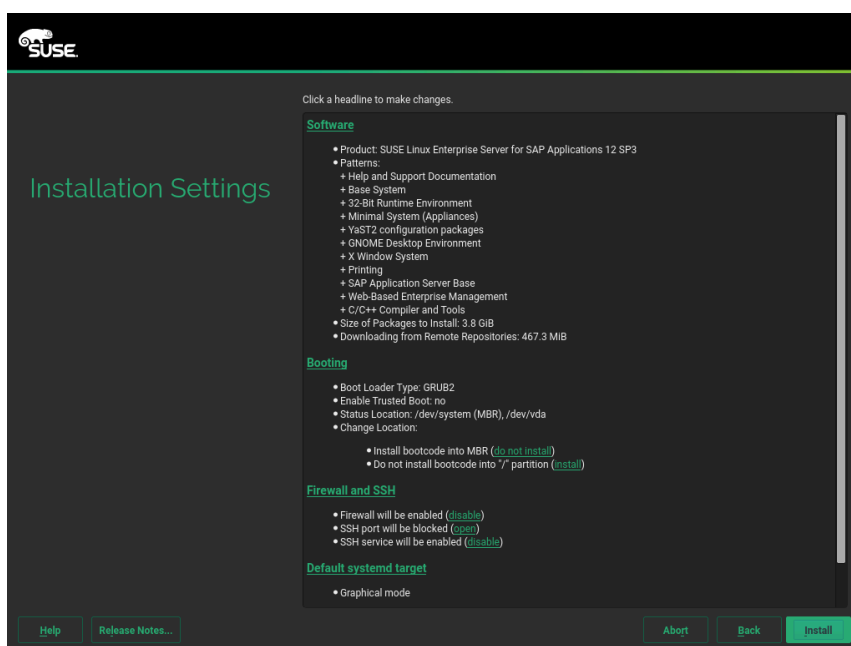 SUSE.
Click a headline to make changes.
Installation Settings
Software
• Product: SUSE Linux Enterprise Server for SAP Applications 12 SP3
• Patterns:
+ Help and Support Documentation
+ Base System
+ 32-Bit Runtime Environment
+ Minimal System (Appliances)
+ YaST2 configuration packages
+ GNOME Desktop Environment
+ X Window System
+ Printing
+ SAP Application Server Base
+ Web-Based Enterprise Management
+ C/C++ Compiler and Tools
• Size of Packages to Install: 3.8 GiB
• Downloading from Remote Repositories: 467.3 MiB
Booting
• Boot Loader Type: GRUB2
• Enable Trusted Boot: no
• Status Location: /dev/system (MBR), /dev/vda
• Change Location:
• Install bootcode into MBR (do not install)
• Do not install bootcode into "/" partition (install)
Firewall and SSH
• Firewall will be enabled (disable)
• SSH port will be blocked (open)
• SSH service will be enabled (disable)
Default systemd target
• Graphical mode
Help
Release Notes...
Abort
Back
Install